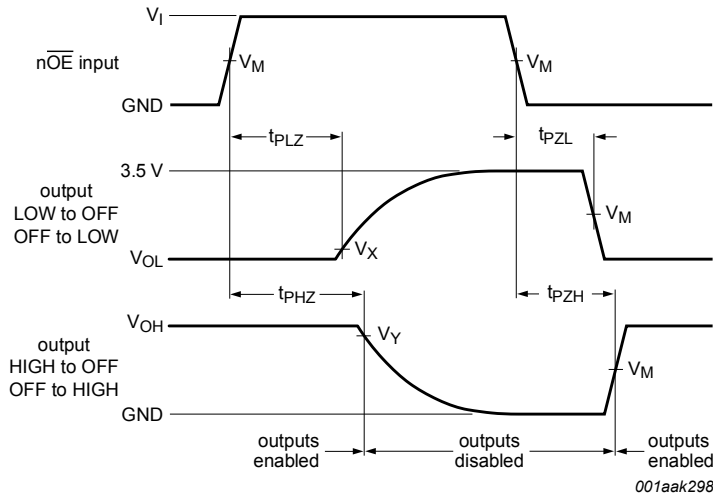 V_I
nOE input
V_M
V_M
GND
t_PLZ
t_PZL
3.5 V
output
LOW to OFF
OFF to LOW
V_M
V_X
V_OL
t_PHZ
t_PZH
V_OH
V_Y
output
HIGH to OFF
OFF to HIGH
V_M
GND
outputs
enabled
outputs
disabled
outputs
enabled
001aak298